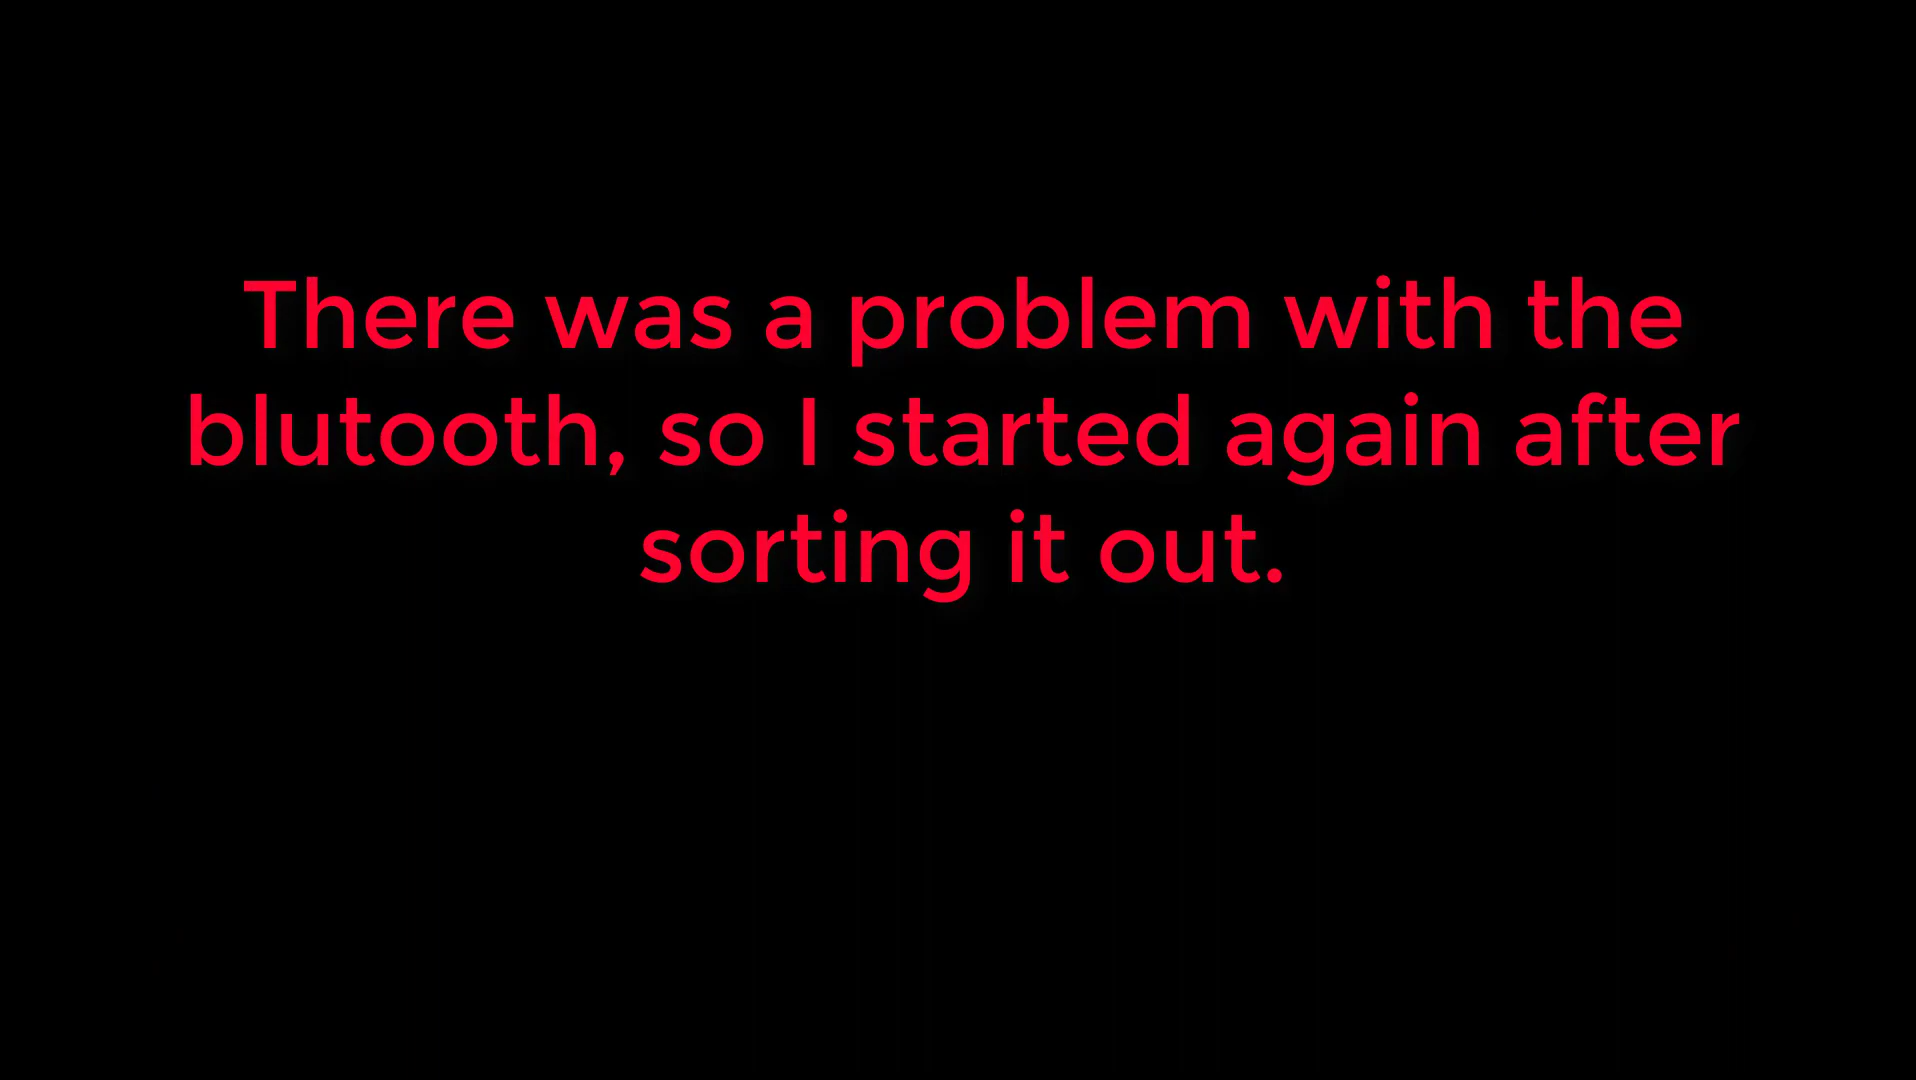 There was a problem with the
blutooth, so I started again after
sorting it out.